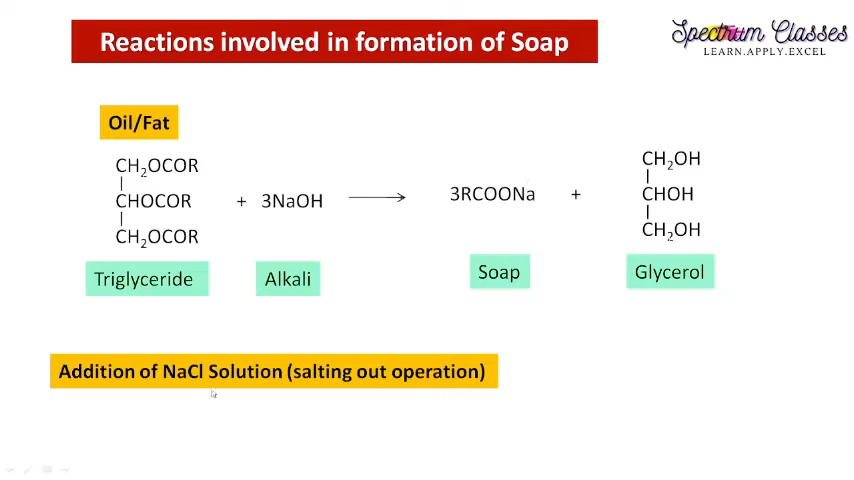 Reactions involved in formation of Soap
Spectrum Classes
LEARN.APPLY.EXCEL
Oil/Fat
CH₂OCOR
CHOCOR + 3NaOH
CH₂OCOR
3RCOONa +
CH₂OH
CHOH
CH₂OH
Triglyceride
Alkali
Soap
Glycerol
Addition of NaCl Solution (salting out operation)